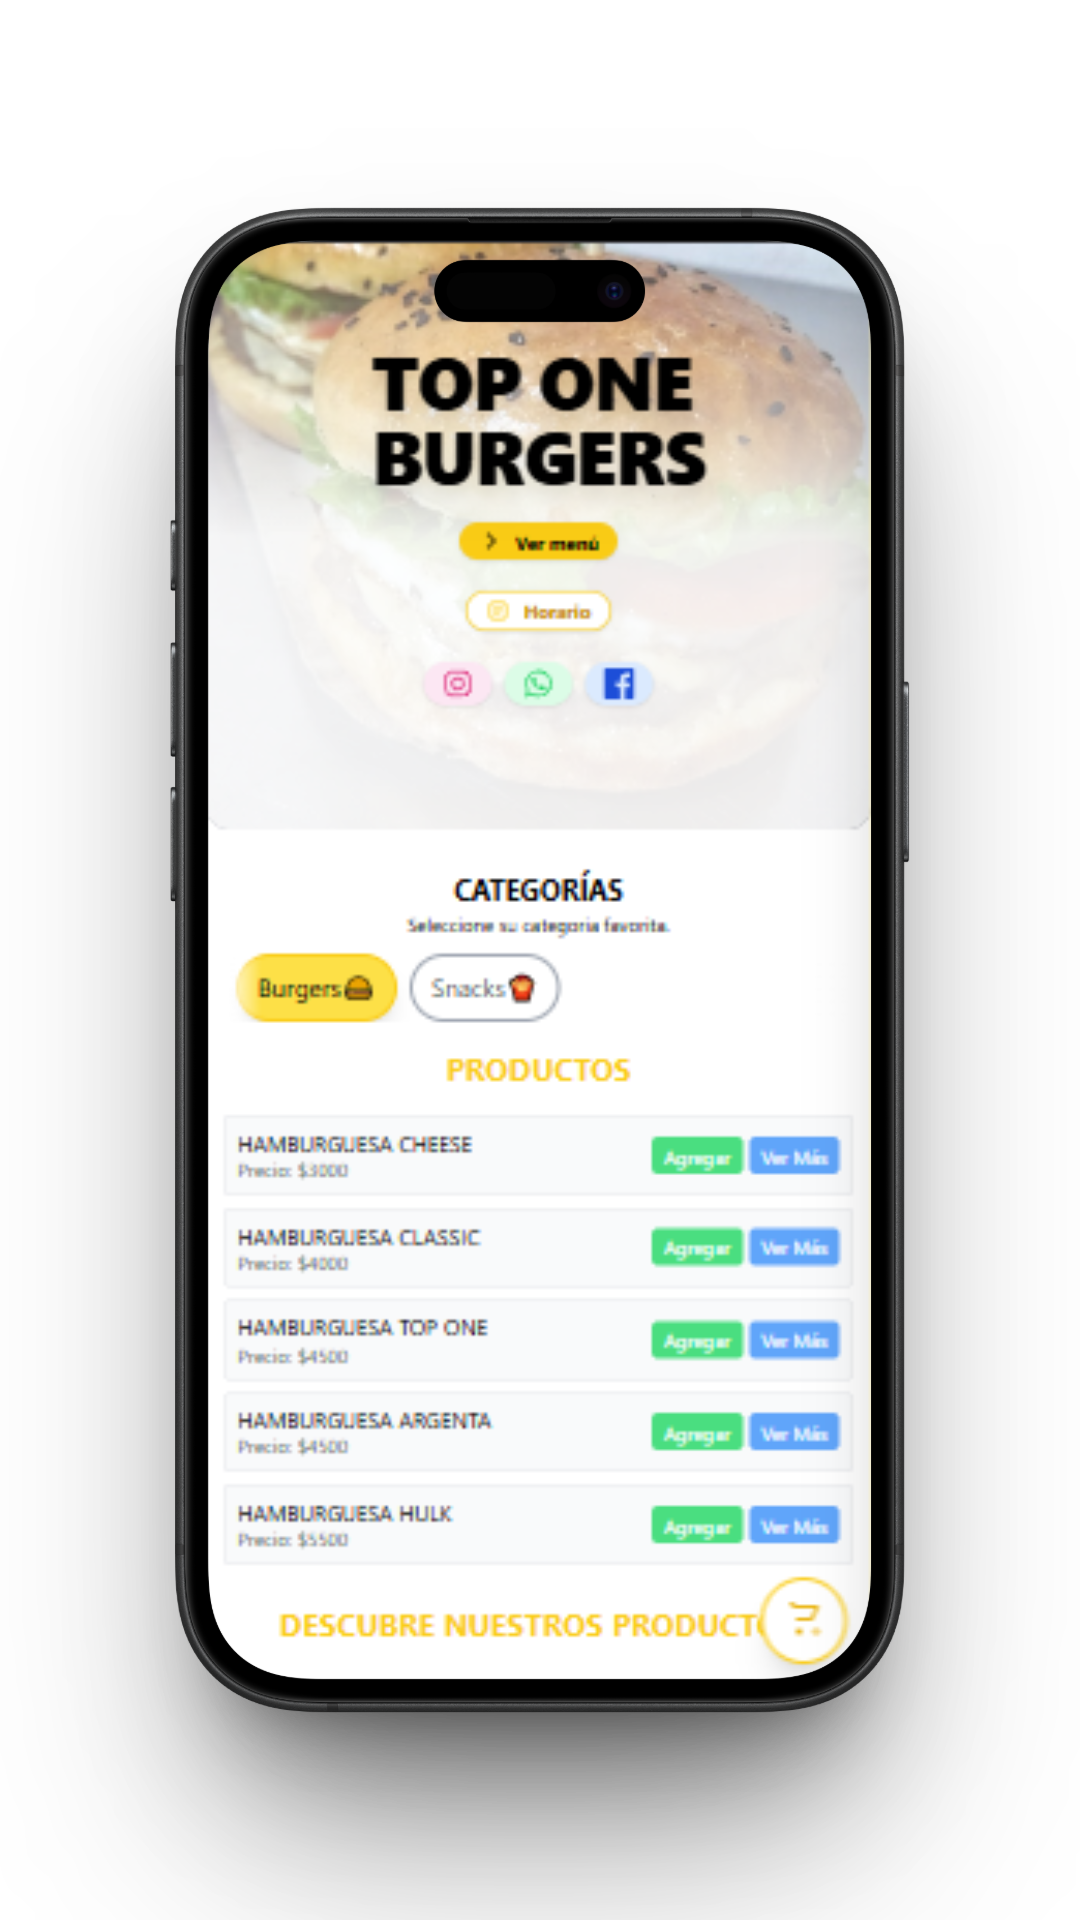 TOP ONE
BURGERS
Ver menú
Horario
CATEGORÍAS
Seleccione su categoria favorita.
Burgers
Snacks
PRODUCTOS
HAMBURGUESA CHEESE
Precio: $3000
Agregar
Ver Más
HAMBURGUESA CLASSIC
Precio: $4000
Agregar
Ver Más
HAMBURGUESA TOP ONE
Precio: $4500
Agregar
Ver Más
HAMBURGUESA ARGENTA
Precio: $4500
Agregar
Ver Más
HAMBURGUESA HULK
Precio: $5500
Agregar
Ver Más
DESCUBRE NUESTROS PRODUCTO